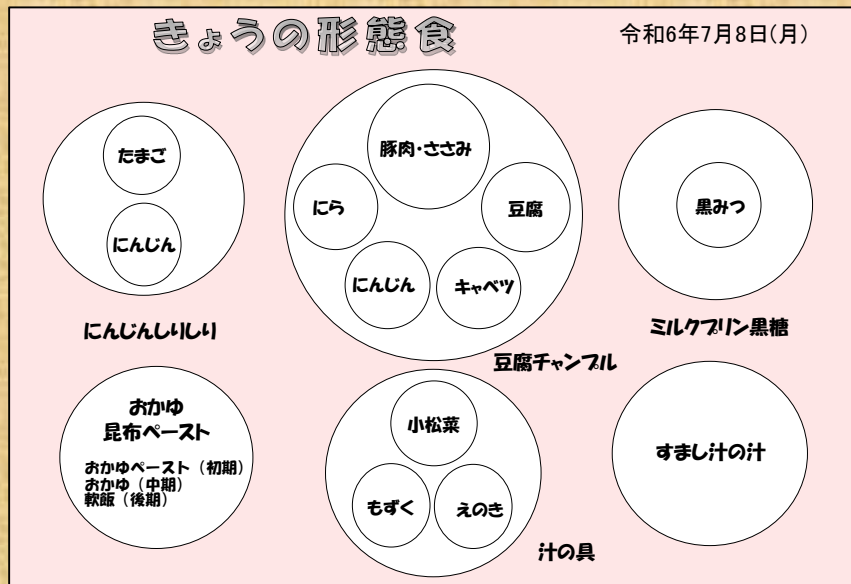 きょうの形態食
令和6年7月8日(月)
たまご
にんじん
にんじんしりしり
豚肉・ささみ
にら
豆腐
にんじん
キャベツ
豆腐チャンプル
黒みつ
ミルクプリン黒糖
おかゆ
昆布ペースト
おかゆペースト（初期）
おかゆ（中期）
軟飯（後期）
小松菜
もずく
えのき
汁の具
すまし汁の汁